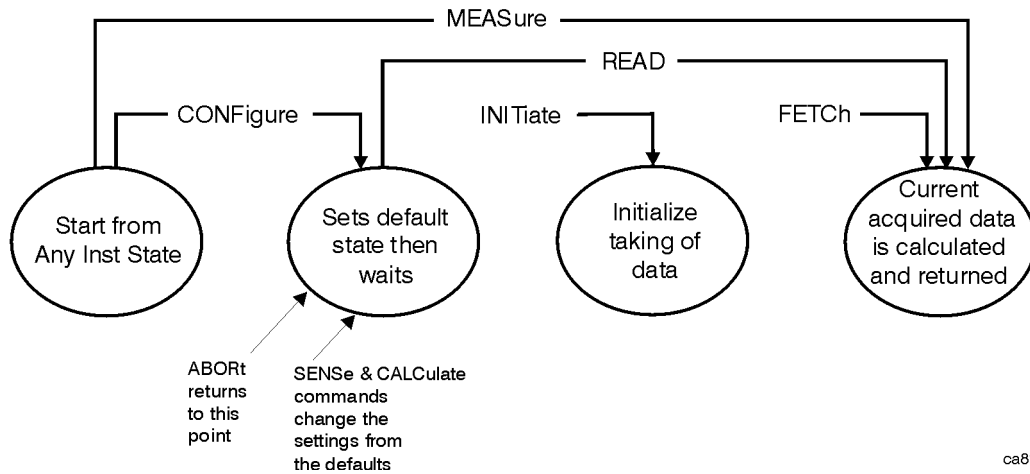 MEASure
READ
CONFigure
INITiate
FETCh
Start from
Any Inst State
Sets default
state then
waits
Initialize
taking of
data
Current
acquired data
is calculated
and returned
ABORt
returns
to this
point
SENSe & CALCulate
commands
change the
settings from
the defaults
ca8